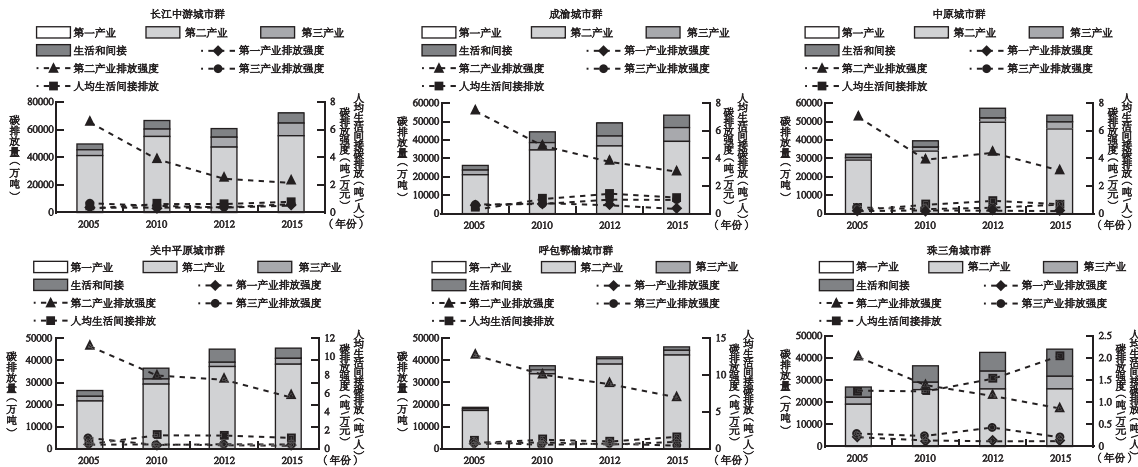 长江中游城市群
第一产业 第二产业 第三产业
生活和间接 第一产业排放强度
第二产业排放强度 第三产业排放强度
人均生活间接排放
碳排放量（万吨）
80000
60000
40000
20000
0
8
6
4
2
0
碳排放强度（吨/万元）
人均生活间接碳排放（吨/人）
2005 2010 2012 2015
（年份）
成渝城市群
第一产业 第二产业 第三产业
生活和间接 第一产业排放强度
第二产业排放强度 第三产业排放强度
人均生活间接排放
碳排放量（万吨）
60000
50000
40000
30000
20000
10000
0
8
6
4
2
0
碳排放强度（吨/万元）
人均生活间接碳排放（吨/人）
2005 2010 2012 2015
（年份）
中原城市群
第一产业 第二产业 第三产业
生活和间接 第一产业排放强度
第二产业排放强度 第三产业排放强度
人均生活间接排放
碳排放量（万吨）
60000
50000
40000
30000
20000
10000
0
8
6
4
2
0
碳排放强度（吨/万元）
人均生活间接碳排放（吨/人）
2005 2010 2012 2015
（年份）
关中平原城市群
第一产业 第二产业 第三产业
生活和间接 第一产业排放强度
第二产业排放强度 第三产业排放强度
人均生活间接排放
碳排放量（万吨）
50000
40000
30000
20000
10000
0
12
10
8
6
4
2
0
碳排放强度（吨/万元）
人均生活间接碳排放（吨/人）
2005 2010 2012 2015
（年份）
呼包鄂榆城市群
第一产业 第二产业 第三产业
生活和间接 第一产业排放强度
第二产业排放强度 第三产业排放强度
人均生活间接排放
碳排放量（万吨）
50000
40000
30000
20000
10000
0
15
10
5
0
碳排放强度（吨/万元）
人均生活间接碳排放（吨/人）
2005 2010 2012 2015
（年份）
珠三角城市群
第一产业 第二产业 第三产业
生活和间接 第一产业排放强度
第二产业排放强度 第三产业排放强度
人均生活间接排放
碳排放量（万吨）
50000
40000
30000
20000
10000
0
2.5
2.0
1.5
1.0
0.5
0
碳排放强度（吨/万元）
人均生活间接碳排放（吨/人）
2005 2010 2012 2015
（年份）